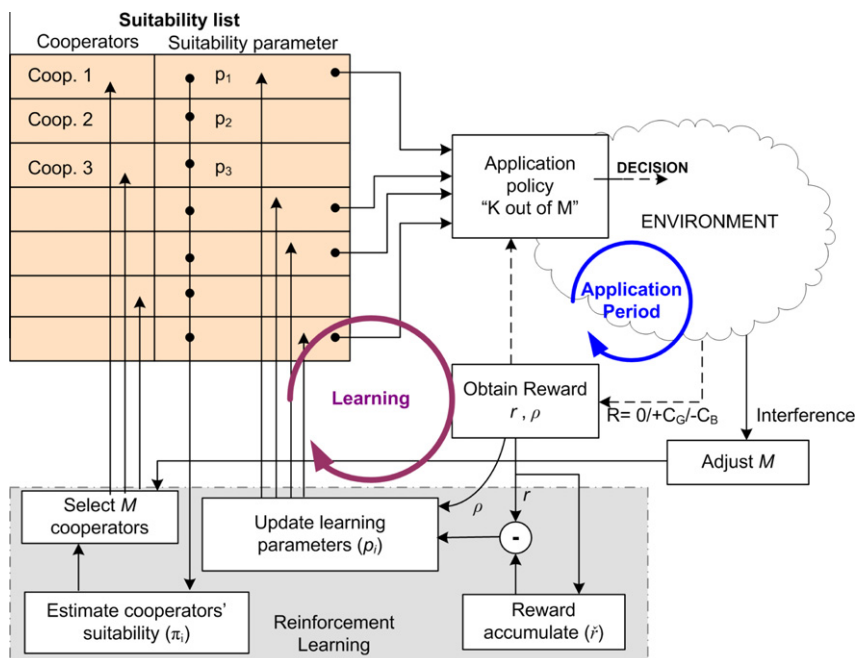 Suitability list
Cooperators Suitability parameter
Coop. 1 p₁
Coop. 2 p₂
Coop. 3 p₃
Application
policy
“K out of M”
DECISION
ENVIRONMENT
Application
Period
Learning
Obtain Reward
r , ρ
R= 0/+C_G/-C_B
Interference
Adjust M
Select M
cooperators
Update learning
parameters (pᵢ)
ρ
r
-
Estimate cooperators’
suitability (πᵢ)
Reinforcement
Learning
Reward
accumulate (ř)